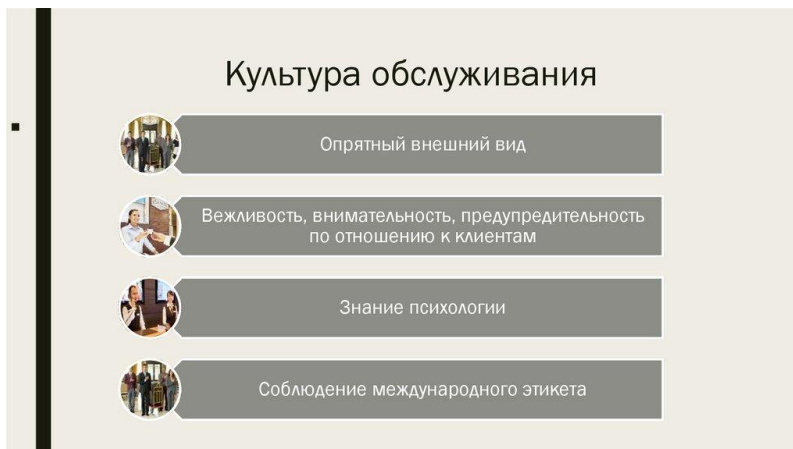 Культура обслуживания
Опрятный внешний вид
Вежливость, внимательность, предупредительность
по отношению к клиентам
Знание психологии
Соблюдение международного этикета